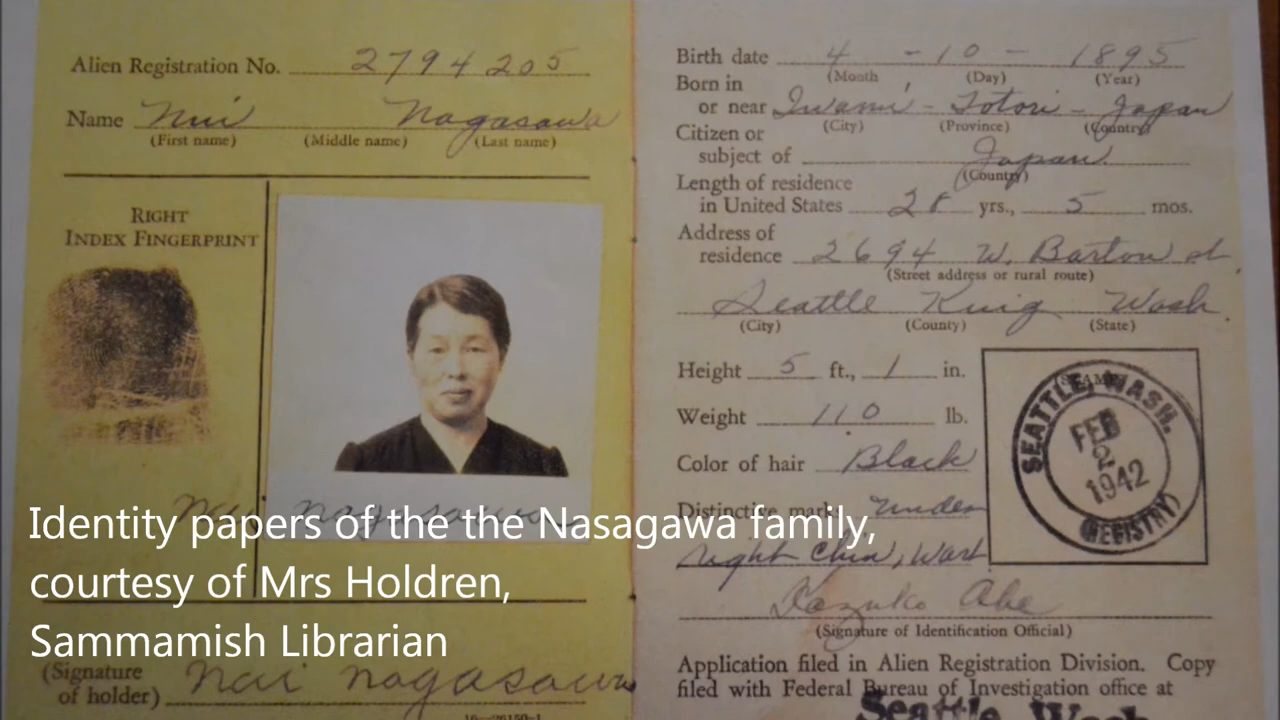 Alien Registration No. 2794205
Name Nui Nagasawa
(First name) (Middle name) (Last name)
RIGHT
INDEX FINGERPRINT
Nui Nagasawa
(Signature
of holder) Nui Nagasawa
Birth date 4 - 10 - 1895
(Month (Day) (Year)
Born in
or near Iwami - Totori - Japan
(City) (Province) (Country)
Citizen or
subject of Japan
(Country)
Length of residence
in United States 28 yrs., 5 mos.
Address of
residence 2694 W. Barton st.
(Street address or rural route)
Seattle King Wash.
(City) (County) (State)
Height 5 ft., 1 in.
Weight 110 lb.
Color of hair Black
Distinctive marks Under
right chin, Wart
SEATTLE, WASH.
FEB
2
1942
(REGISTRY)
Kazuko Abe
(Signature of Identification Official)
Application filed in Alien Registration Division. Copy
filed with Federal Bureau of Investigation office at
Seattle, Wash
Identity papers of the the Nasagawa family,
courtesy of Mrs Holdren,
Sammamish Librarian